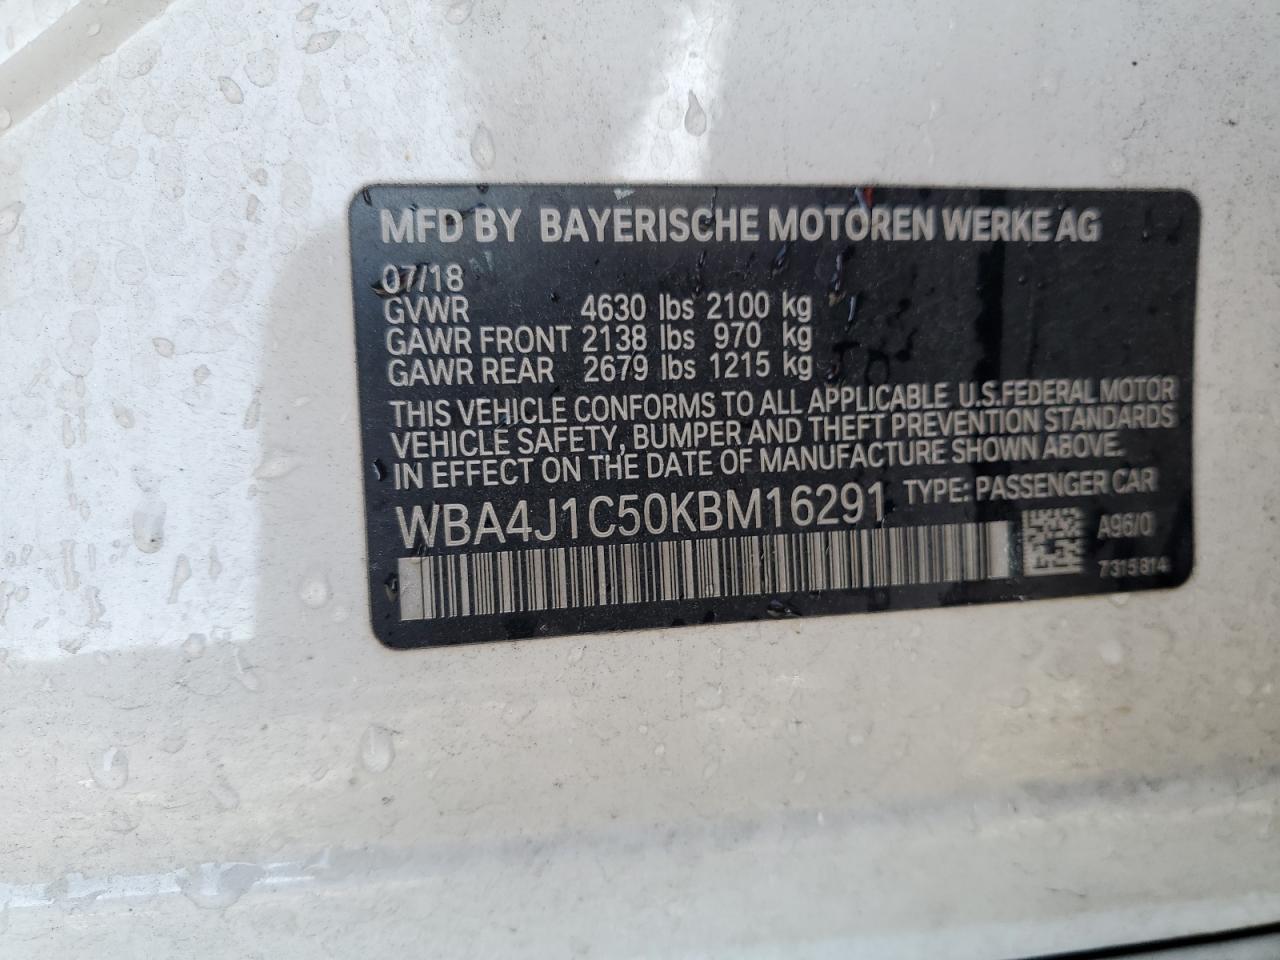 MFD BY BAYERISCHE MOTOREN WERKE AG
07/18
GVWR 4630 lbs 2100 kg
GAWR FRONT 2138 lbs 970 kg
GAWR REAR 2679 lbs 1215 kg
THIS VEHICLE CONFORMS TO ALL APPLICABLE U.S.FEDERAL MOTOR
VEHICLE SAFETY, BUMPER AND THEFT PREVENTION STANDARDS
IN EFFECT ON THE DATE OF MANUFACTURE SHOWN ABOVE.
WBA4J1C50KBM16291 TYPE: PASSENGER CAR
A96/0
7315814